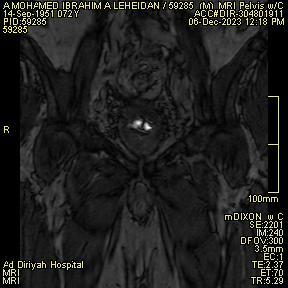 A MOHAMED IBRAHIM A LEHEIDAN / 59285 (M) MRI Pelvis w/C
14-Sep-1951 072Y ACC#DIR-304801911
PID:59285 06-Dec-2023 12:18 PM
59285
R
100mm
mDIXON_w C
Ad Diriyah Hospital SE:2201
MRI IM:240
MRI DFOV:300
3.5mm
EC:1
TE:2.37
ET:70
TR:5.29